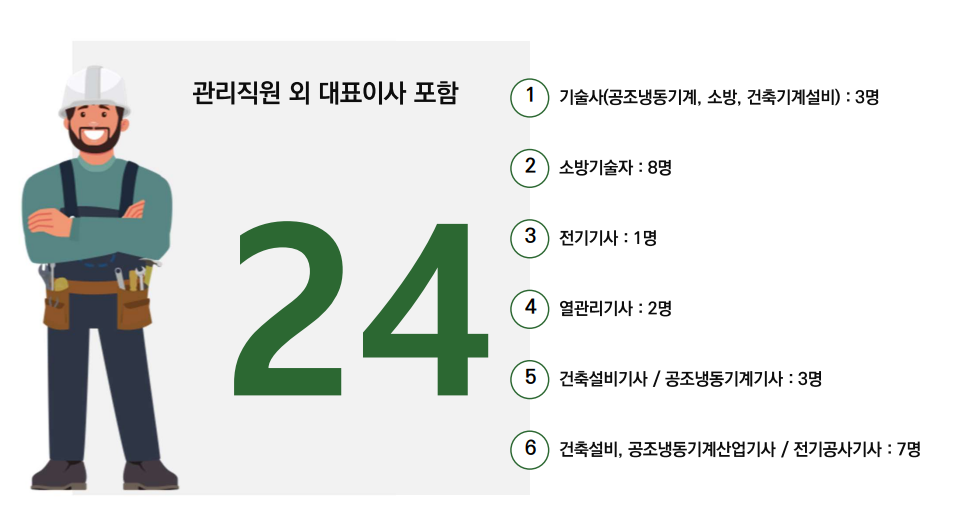 관리직원 외 대표이사 포함
24
1 기술사(공조냉동기계, 소방, 건축기계설비) : 3명
2 소방기술자 : 8명
3 전기기사 : 1명
4 열관리기사 : 2명
5 건축설비기사 / 공조냉동기계기사 : 3명
6 건축설비, 공조냉동기계산업기사 / 전기공사기사 : 7명